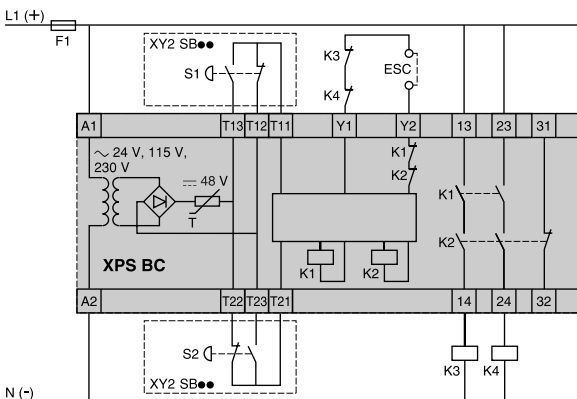 L1 (+)
F1
XY2 SB●●
S1
K3
K4
ESC
A1
T13
T12
T11
Y1
Y2
13
23
31
∼ 24 V, 115 V,
230 V
⎓ 48 V
T
K1
K2
K1
K2
XPS BC
K1
K2
A2
T22
T23
T21
14
24
32
S2
XY2 SB●●
K3
K4
N (-)